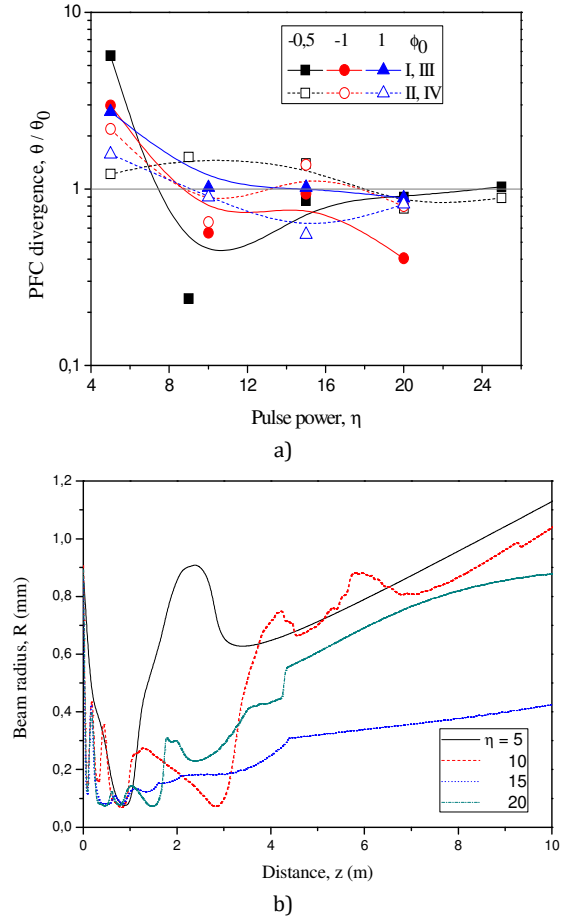 10
-0,5 -1 1 ϕ0
I, III
II, IV
1
0,1
PFC divergence, θ / θ0
4 8 12 16 20 24
Pulse power, η
a)
1,2
1,0
0,8
0,6
0,4
0,2
0,0
Beam radius, R (mm)
η = 5
10
15
20
0 2 4 6 8 10
Distance, z (m)
b)